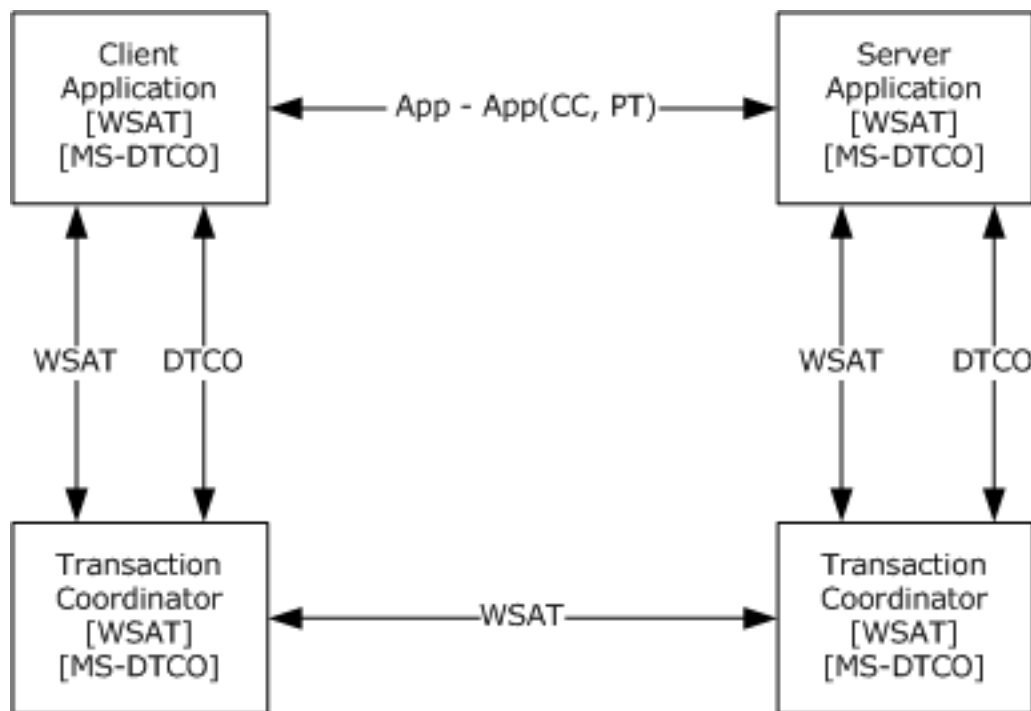 Client
Application
[WSAT]
[MS-DTCO]
App - App(CC, PT)
Server
Application
[WSAT]
[MS-DTCO]
WSAT
DTCO
WSAT
DTCO
Transaction
Coordinator
[WSAT]
[MS-DTCO]
WSAT
Transaction
Coordinator
[WSAT]
[MS-DTCO]